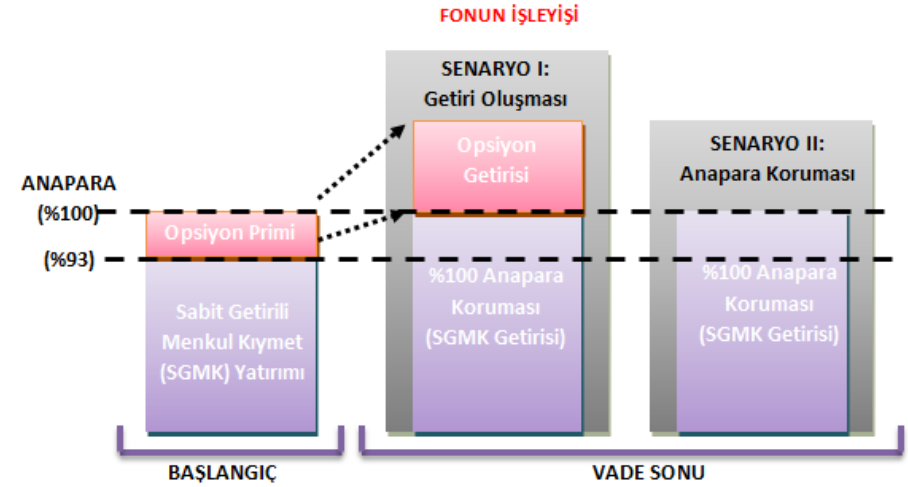 FONUN İŞLEYİŞİ
SENARYO I:
Getiri Oluşması
Opsiyon
Getirisi
SENARYO II:
Anapara Koruması
ANAPARA
(%100)
Opsiyon Primi
(%93)
Sabit Getirili
Menkul Kıymet
(SGMK) Yatırımı
%100 Anapara
Koruması
(SGMK Getirisi)
%100 Anapara
Koruması
(SGMK Getirisi)
BAŞLANGIÇ
VADE SONU